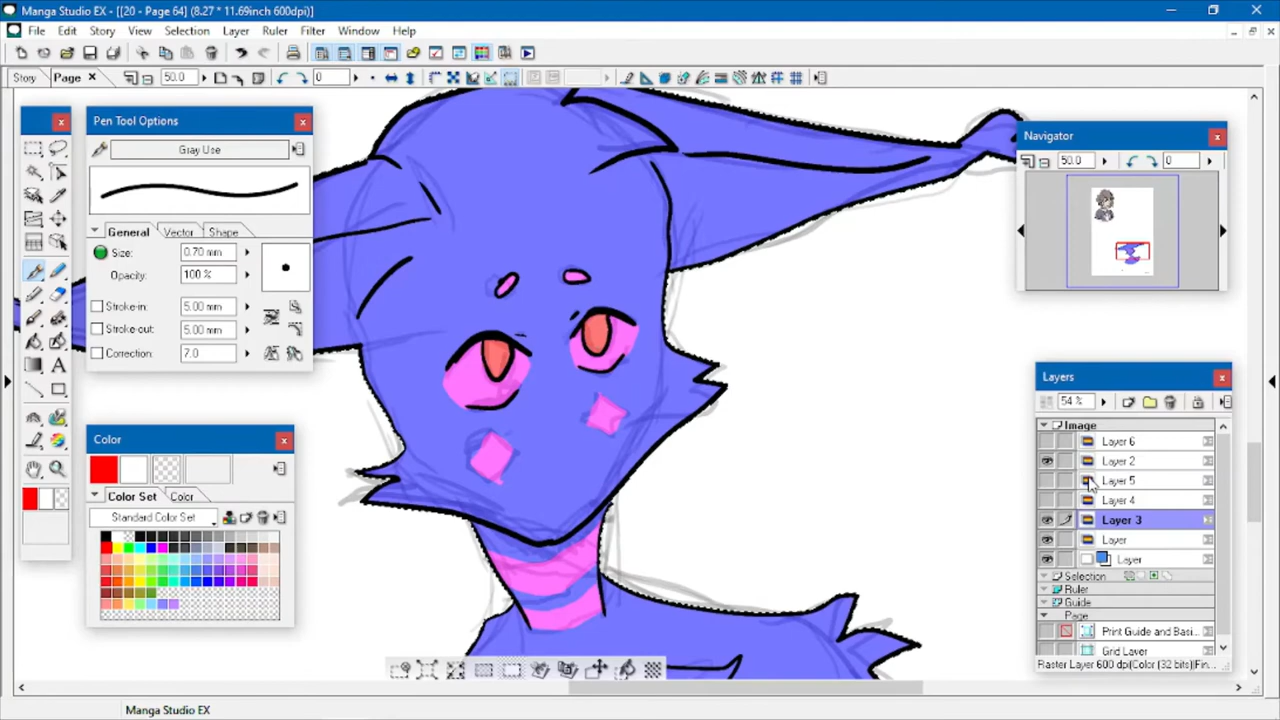 Manga Studio EX - [[20 - Page 64] (8.27 * 11.69inch 600dpi)]
File Edit Story View Selection Layer Ruler Filter Window Help
Story Page 50.0 0
Pen Tool Options
Gray Use
General Vector Shape
Size: 0.70 mm
Opacity: 100 %
Stroke-in: 5.00 mm
Stroke-out: 5.00 mm
Correction: 7.0
Color
Color Set Color
Standard Color Set
Navigator
50.0 0
Layers
54 %
Image
Layer 6
Layer 2
Layer 5
Layer 4
Layer 3
Layer
Layer
Selection
Ruler
Guide
Page
Print Guide and Basi...
Grid Layer
Raster Layer 600 dpi(Color (32 bits)(Fin...
Manga Studio EX